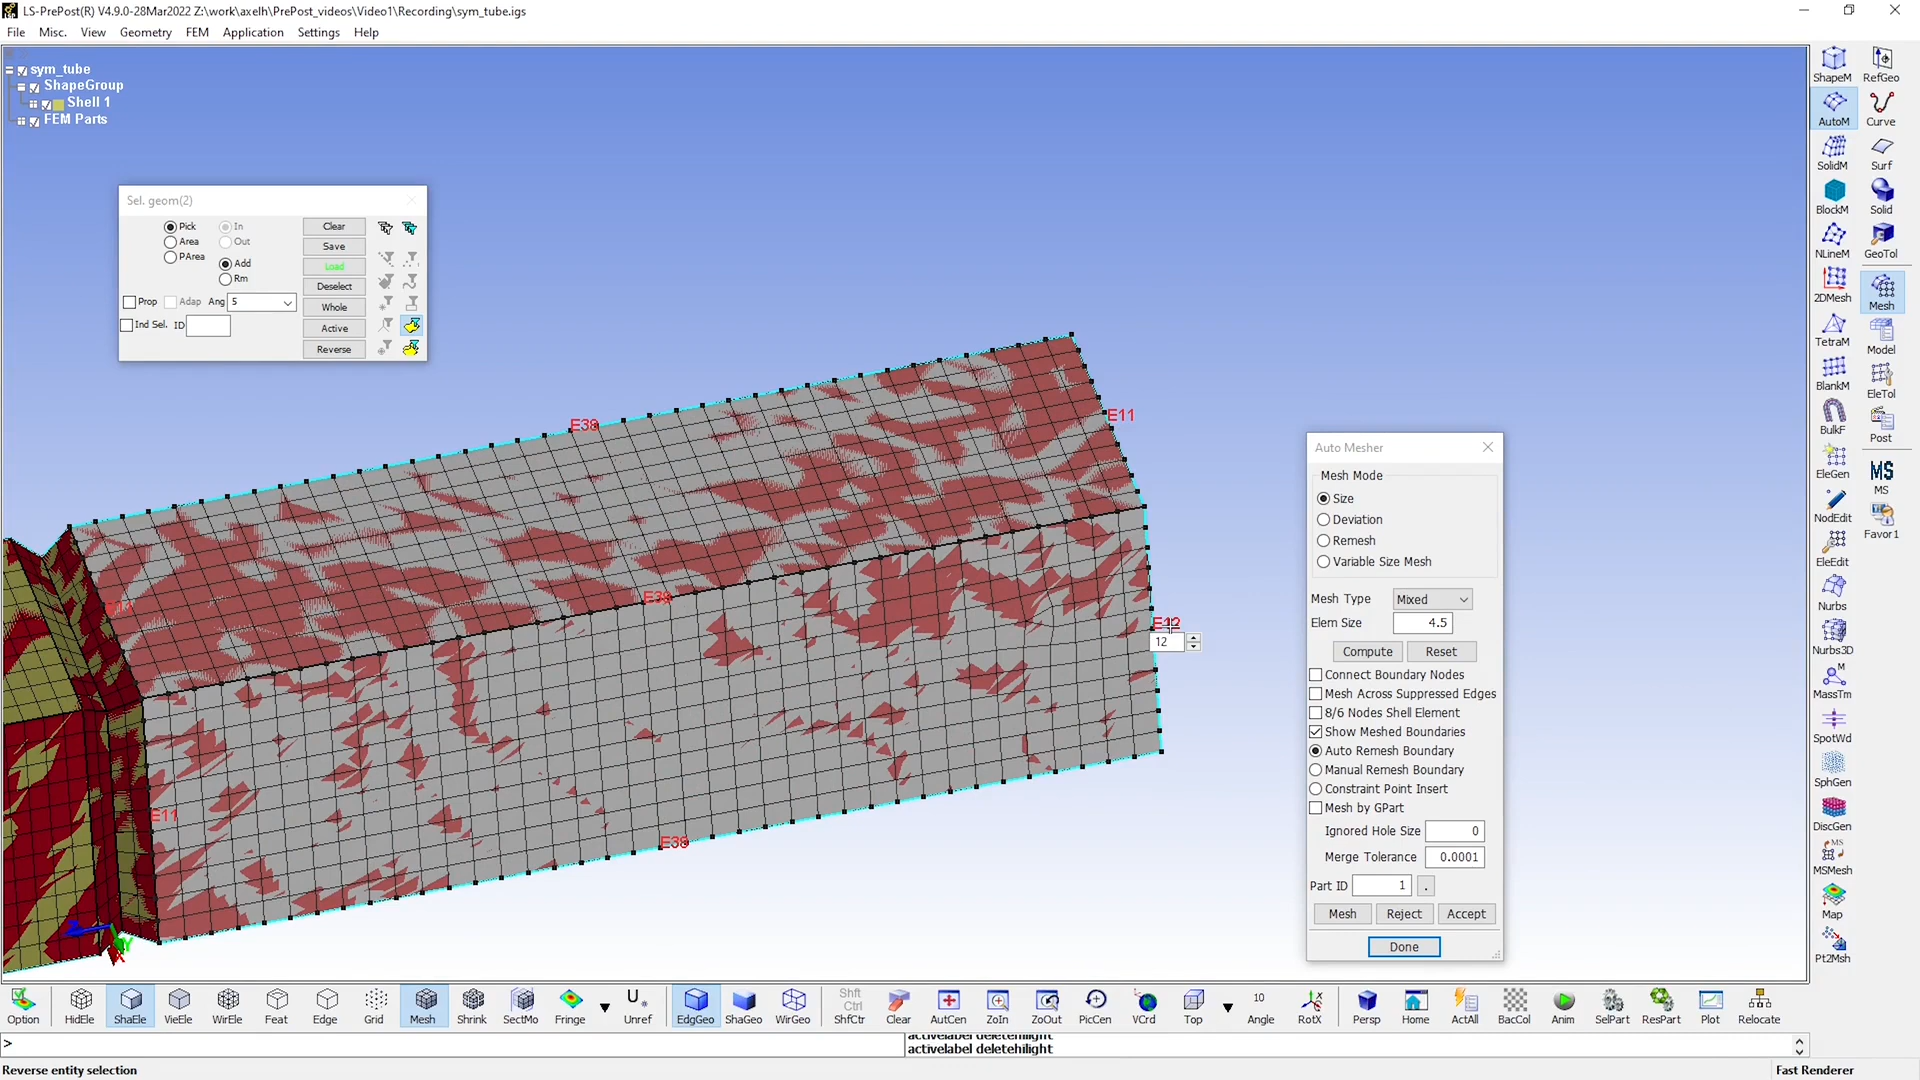 LS-PrePost(R) V4.9.0-28Mar2022 Z:\work\axelh\PrePost_videos\Video1\Recording\sym_tube.igs
File Misc. View Geometry FEM Application Settings Help
sym_tube
ShapeGroup
Shell 1
FEM Parts
Sel. geom(2)
Pick In Clear
Area Out Save
PArea Add Load
Rm Deselect
Prop Adap Ang 5 Whole
Ind Sel. ID Active
Reverse
E38
E11
E38
E12
12
E11
E38
Auto Mesher
Mesh Mode
Size
Deviation
Remesh
Variable Size Mesh
Mesh Type Mixed
Elem Size 4.5
Compute Reset
Connect Boundary Nodes
Mesh Across Suppressed Edges
8/6 Nodes Shell Element
Show Meshed Boundaries
Auto Remesh Boundary
Manual Remesh Boundary
Constraint Point Insert
Mesh by GPart
Ignored Hole Size 0
Merge Tolerance 0.0001
Part ID 1 .
Mesh Reject Accept
Done
ShapeM RefGeo
AutoM Curve
SolidM Surf
BlockM Solid
NLineM GeoTol
2DMesh Mesh
TetraM Model
BlankM EleTol
BulkF Post
EleGen MS MS
NodEdit Favor1
EleEdit
Nurbs
Nurbs3D
M
MassTm
SpotWd
SphGen
DiscGen
MS
MSMesh
Map
Pt2Msh
Z
Y
X
Option HidEle ShaEle VieEle WirEle Feat Edge Grid Mesh Shrink SectMo Fringe U Unref EdgGeo ShaGeo WirGeo Shft Ctrl ShfCtr Clear AutCen ZoIn ZoOut PicCen VCrd Top 10 Angle RotX Persp Home ActAll BacCol Anim SelPart ResPart Plot Relocate
>
activelabel deletehilight
activelabel deletehilight
Reverse entity selection
Fast Renderer